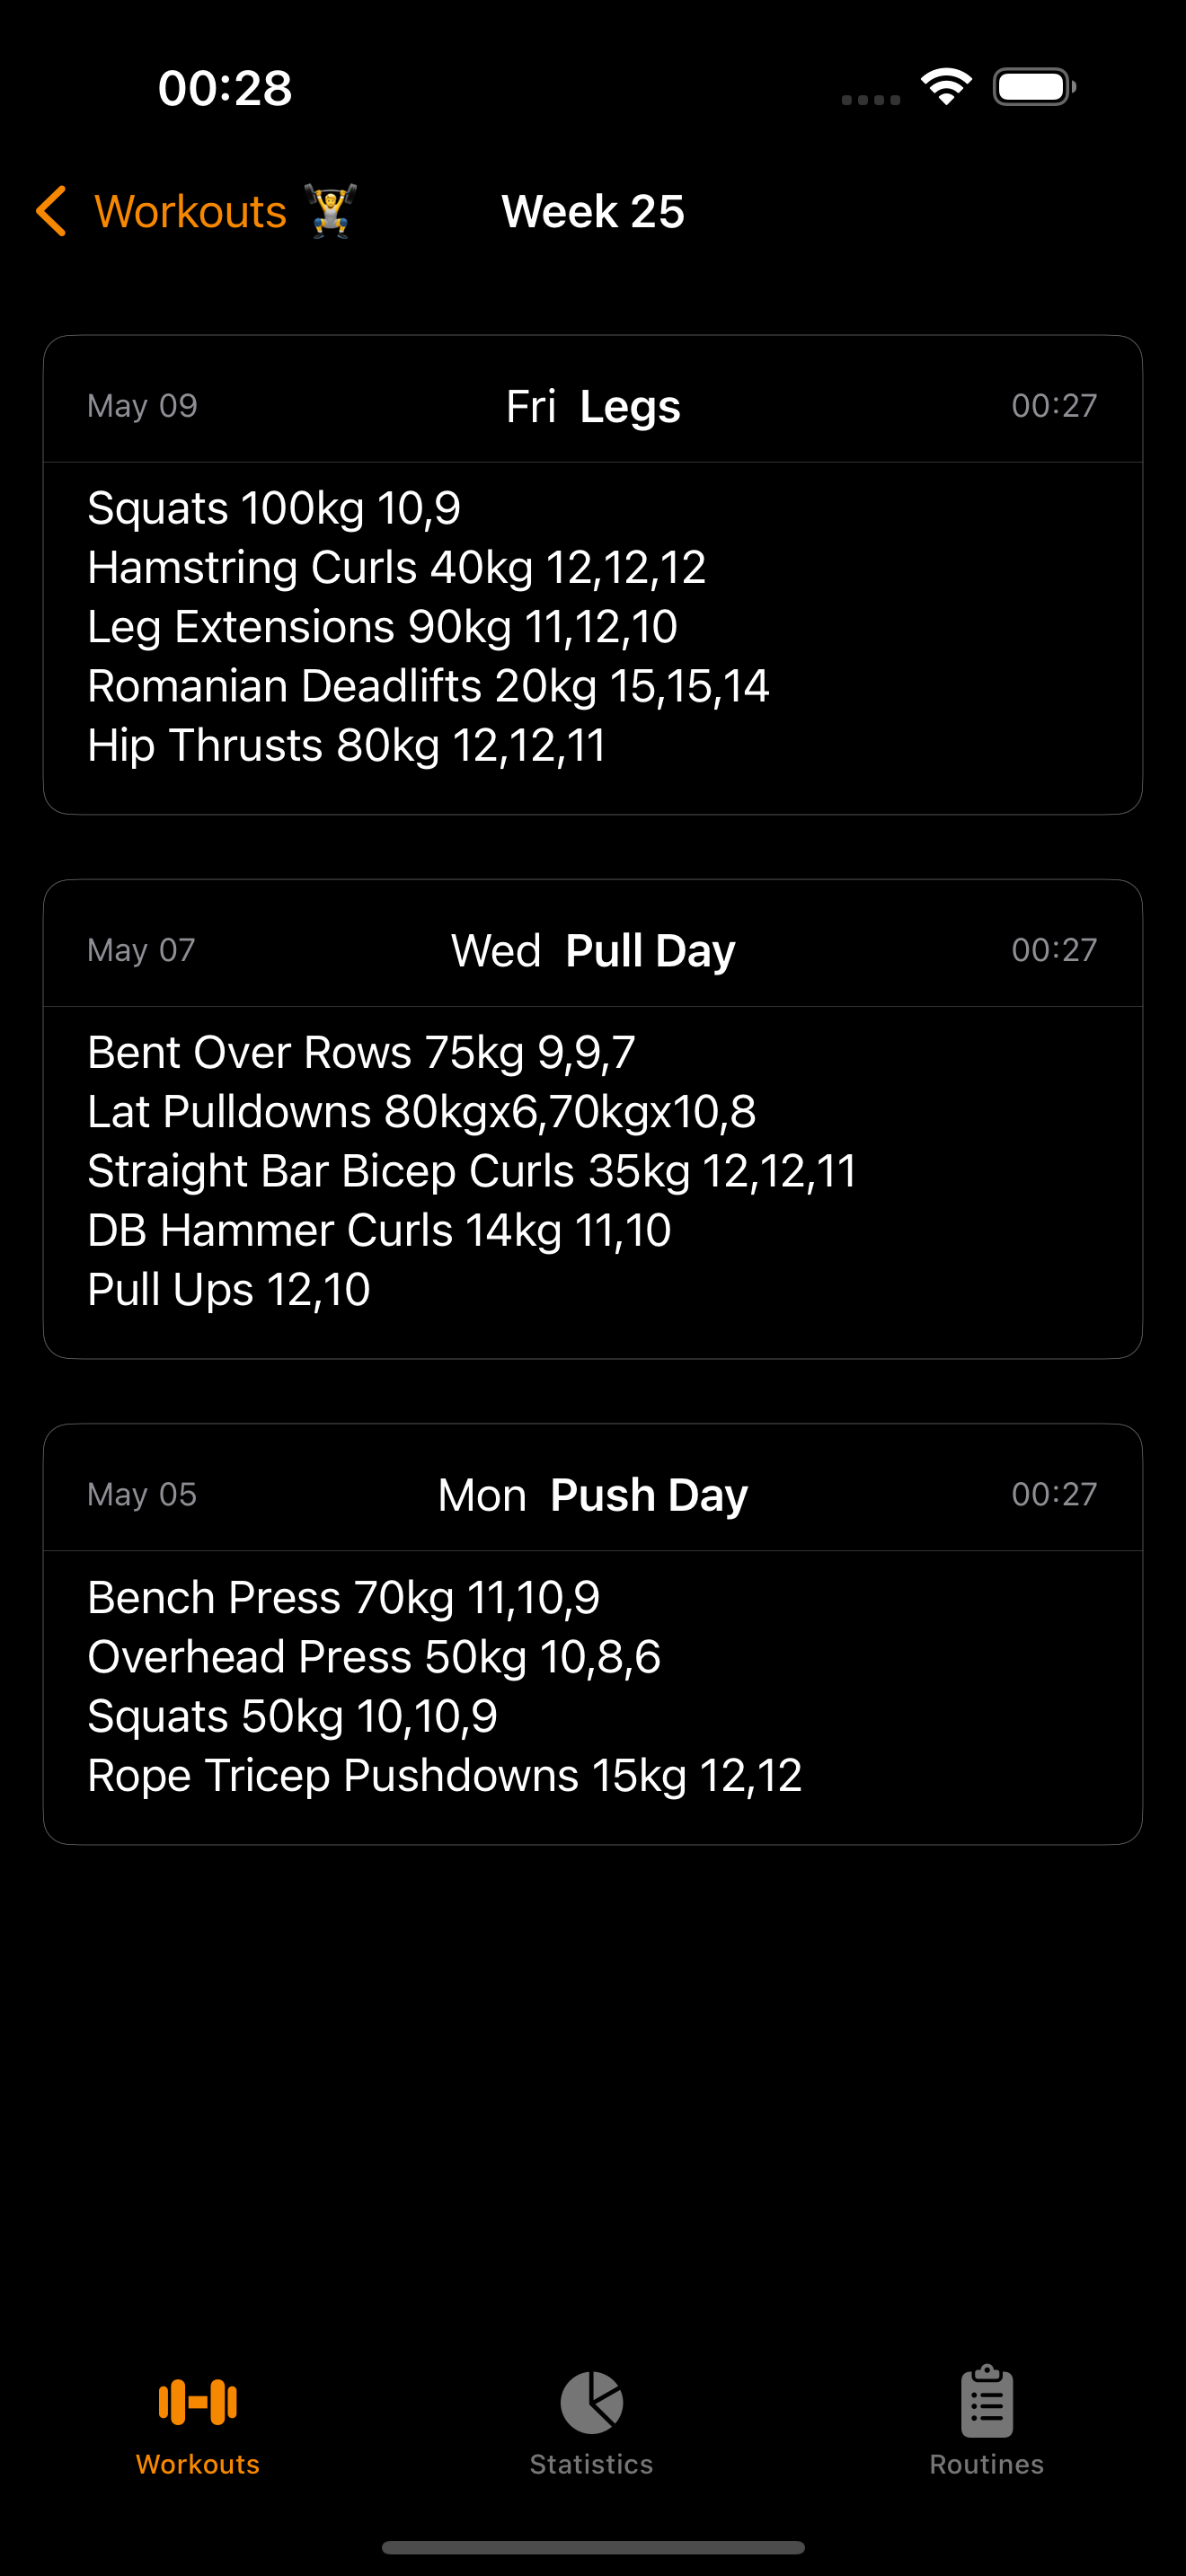 00:28
Workouts 🏋️ Week 25
May 09 Fri Legs 00:27
Squats 100kg 10,9
Hamstring Curls 40kg 12,12,12
Leg Extensions 90kg 11,12,10
Romanian Deadlifts 20kg 15,15,14
Hip Thrusts 80kg 12,12,11
May 07 Wed Pull Day 00:27
Bent Over Rows 75kg 9,9,7
Lat Pulldowns 80kgx6,70kgx10,8
Straight Bar Bicep Curls 35kg 12,12,11
DB Hammer Curls 14kg 11,10
Pull Ups 12,10
May 05 Mon Push Day 00:27
Bench Press 70kg 11,10,9
Overhead Press 50kg 10,8,6
Squats 50kg 10,10,9
Rope Tricep Pushdowns 15kg 12,12
Workouts Statistics Routines